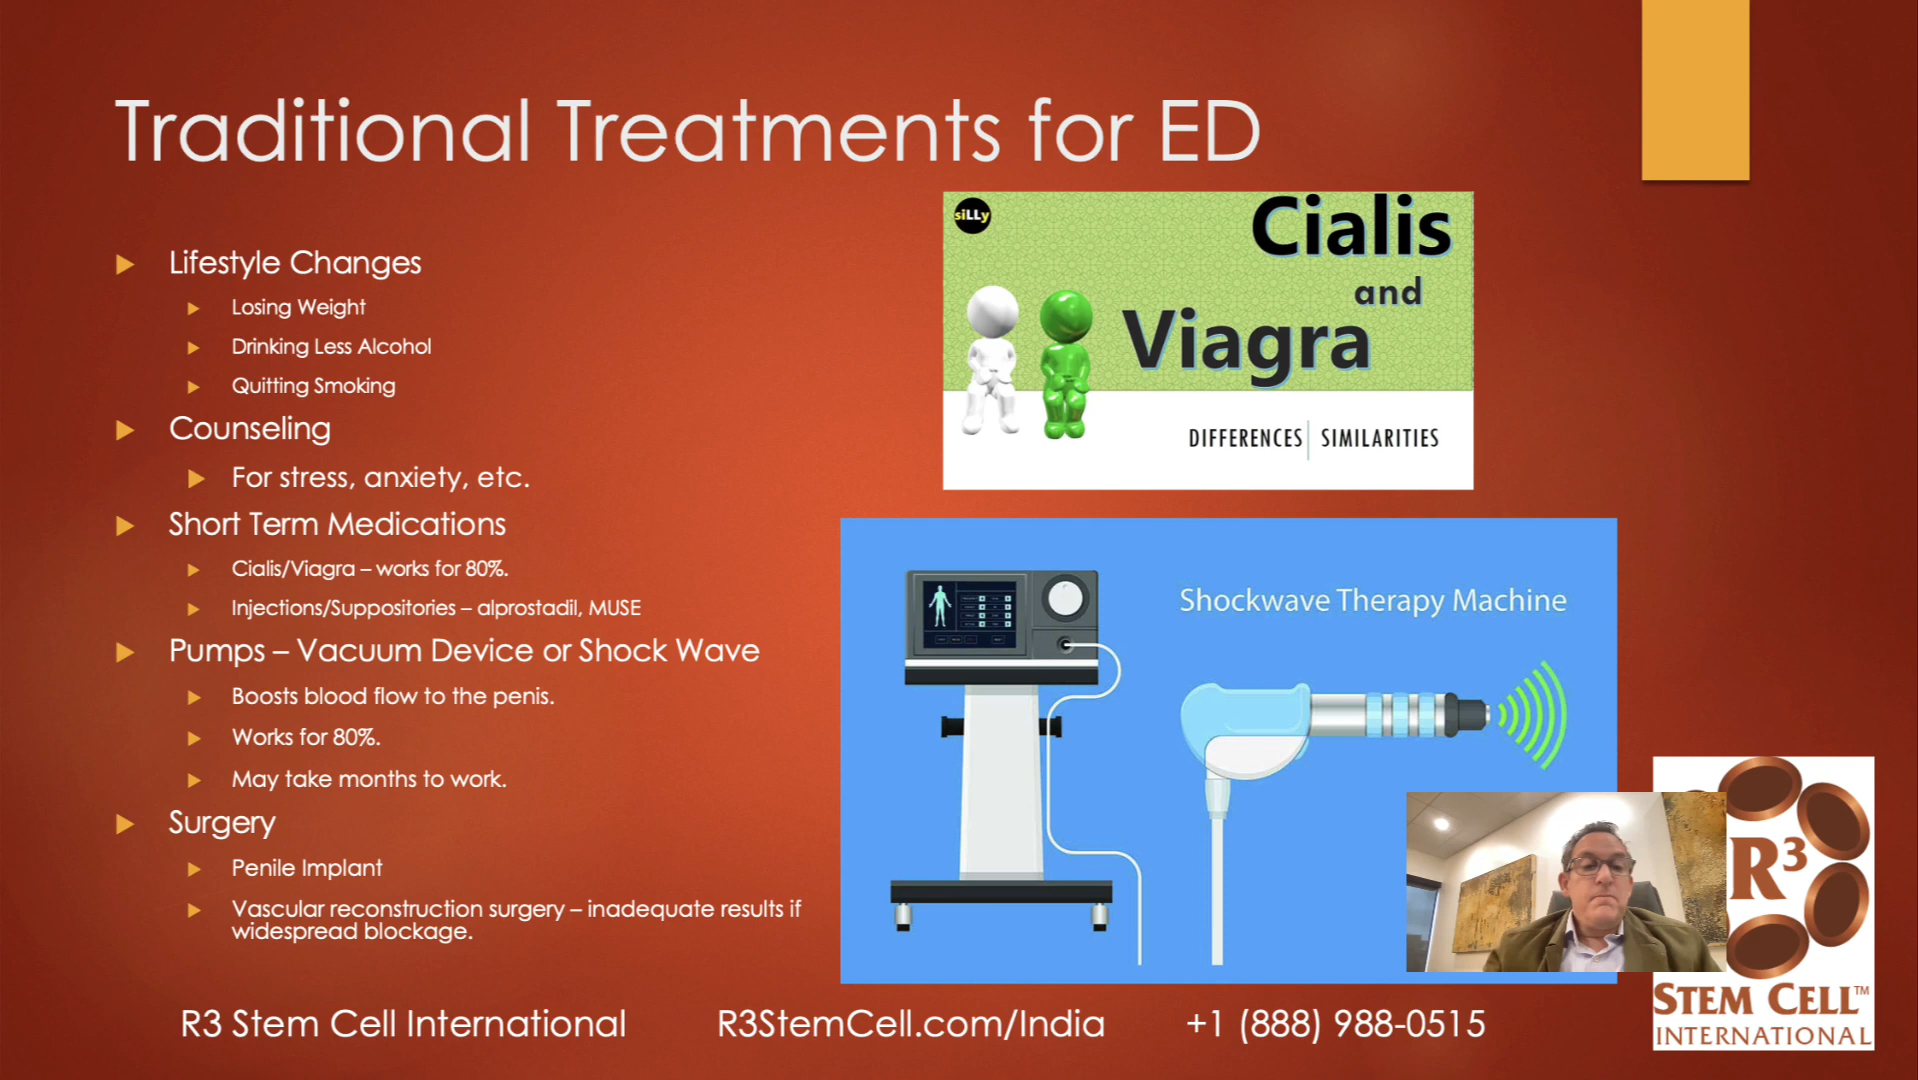 Traditional Treatments for ED
Lifestyle Changes
Losing Weight
Drinking Less Alcohol
Quitting Smoking
Counseling
For stress, anxiety, etc.
Short Term Medications
Cialis/Viagra – works for 80%.
Injections/Suppositories – alprostadil, MUSE
Pumps – Vacuum Device or Shock Wave
Boosts blood flow to the penis.
Works for 80%.
May take months to work.
Surgery
Penile Implant
Vascular reconstruction surgery – inadequate results if
widespread blockage.
siLLy
Cialis
and
Viagra
DIFFERENCES SIMILARITIES
Shockwave Therapy Machine
R3
STEM CELL™
INTERNATIONAL
R3 Stem Cell International R3StemCell.com/India +1 (888) 988-0515